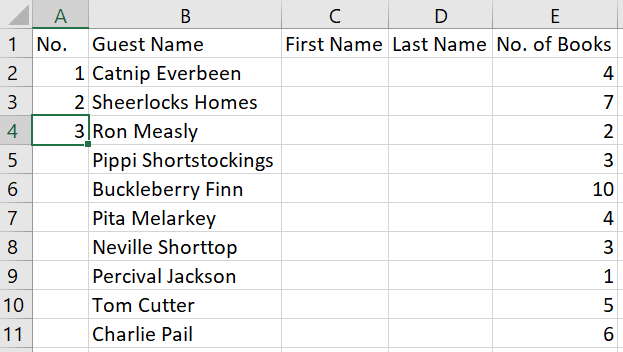 A B C D E
1 No. Guest Name First Name Last Name No. of Books
2 1 Catnip Everbeen 4
3 2 Sheerlocks Homes 7
4 3 Ron Measly 2
5 Pippi Shortstockings 3
6 Buckleberry Finn 10
7 Pita Melarkey 4
8 Neville Shorttop 3
9 Percival Jackson 1
10 Tom Cutter 5
11 Charlie Pail 6